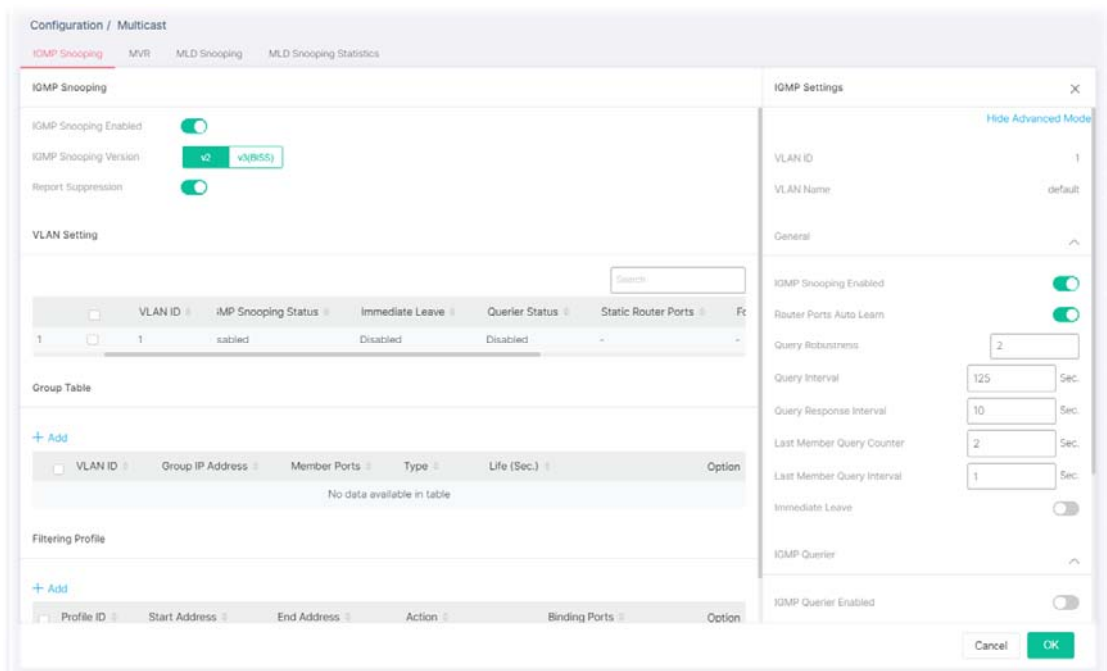 Configuration / Multicast
IGMP Snooping MVR MLD Snooping MLD Snooping Statistics
IGMP Snooping
IGMP Snooping Enabled
IGMP Snooping Version v2 v3(BISS)
Report Suppression
VLAN Setting
Search
VLAN ID iMP Snooping Status Immediate Leave Querier Status Static Router Ports Fo
1 1 sabled Disabled Disabled - -
Group Table
+ Add
VLAN ID Group IP Address Member Ports Type Life (Sec.) Option
No data available in table
Filtering Profile
+ Add
Profile ID Start Address End Address Action Binding Ports Option
IGMP Settings
Hide Advanced Mode
VLAN ID 1
VLAN Name default
General
IGMP Snooping Enabled
Router Ports Auto Learn
Query Robustness 2
Query Interval 125 Sec.
Query Response Interval 10 Sec.
Last Member Query Counter 2 Sec.
Last Member Query Interval 1 Sec.
Immediate Leave
IGMP Querier
IGMP Querier Enabled
Cancel OK